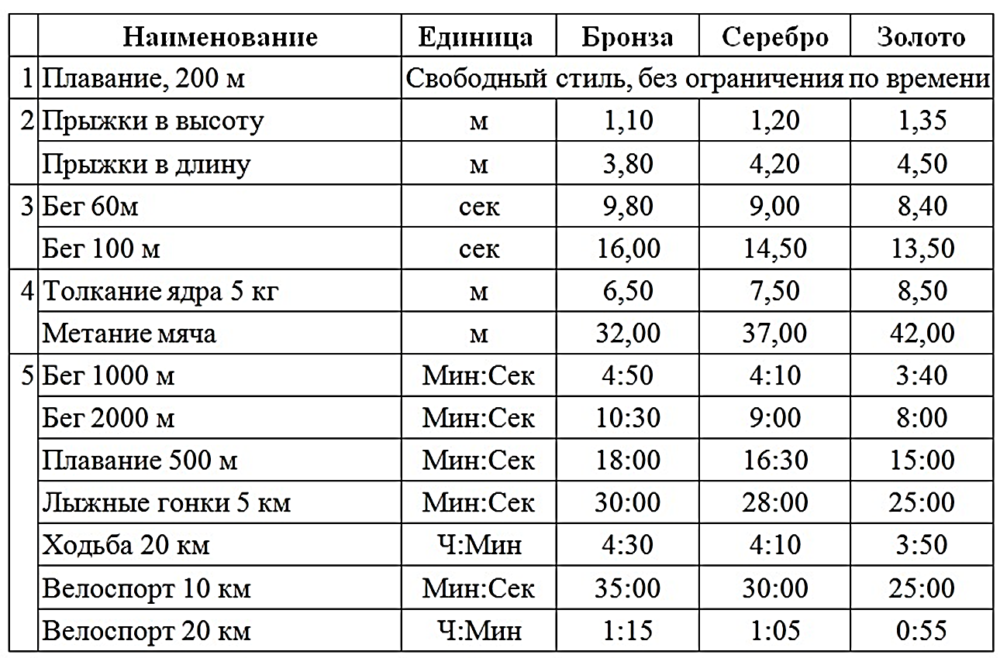 Наименование Единица Бронза Серебро Золото
1 Плавание, 200 м Свободный стиль, без ограничения по времени
2 Прыжки в высоту м 1,10 1,20 1,35
Прыжки в длину м 3,80 4,20 4,50
3 Бег 60м сек 9,80 9,00 8,40
Бег 100 м сек 16,00 14,50 13,50
4 Толкание ядра 5 кг м 6,50 7,50 8,50
Метание мяча м 32,00 37,00 42,00
5 Бег 1000 м Мин:Сек 4:50 4:10 3:40
Бег 2000 м Мин:Сек 10:30 9:00 8:00
Плавание 500 м Мин:Сек 18:00 16:30 15:00
Лыжные гонки 5 км Мин:Сек 30:00 28:00 25:00
Ходьба 20 км Ч:Мин 4:30 4:10 3:50
Велоспорт 10 км Мин:Сек 35:00 30:00 25:00
Велоспорт 20 км Ч:Мин 1:15 1:05 0:55